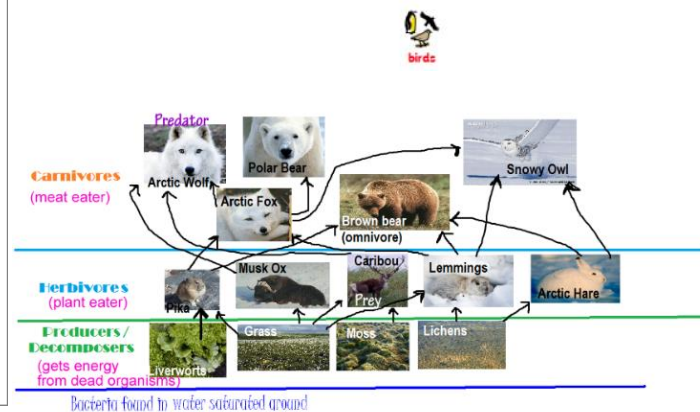 birds
Predator
Polar Bear
Snowy Owl
Carnivores
(meat eater)
Arctic Wolf
Arctic Fox
Brown bear
(omnivore)
Herbivores
(plant eater)
Musk Ox
Caribou
Prey
Lemmings
Arctic Hare
Pika
Producers/
Decomposers
(gets energy
from dead organisms)
Liverworts
Grass
Moss
Lichens
Bacteria found in water saturated ground